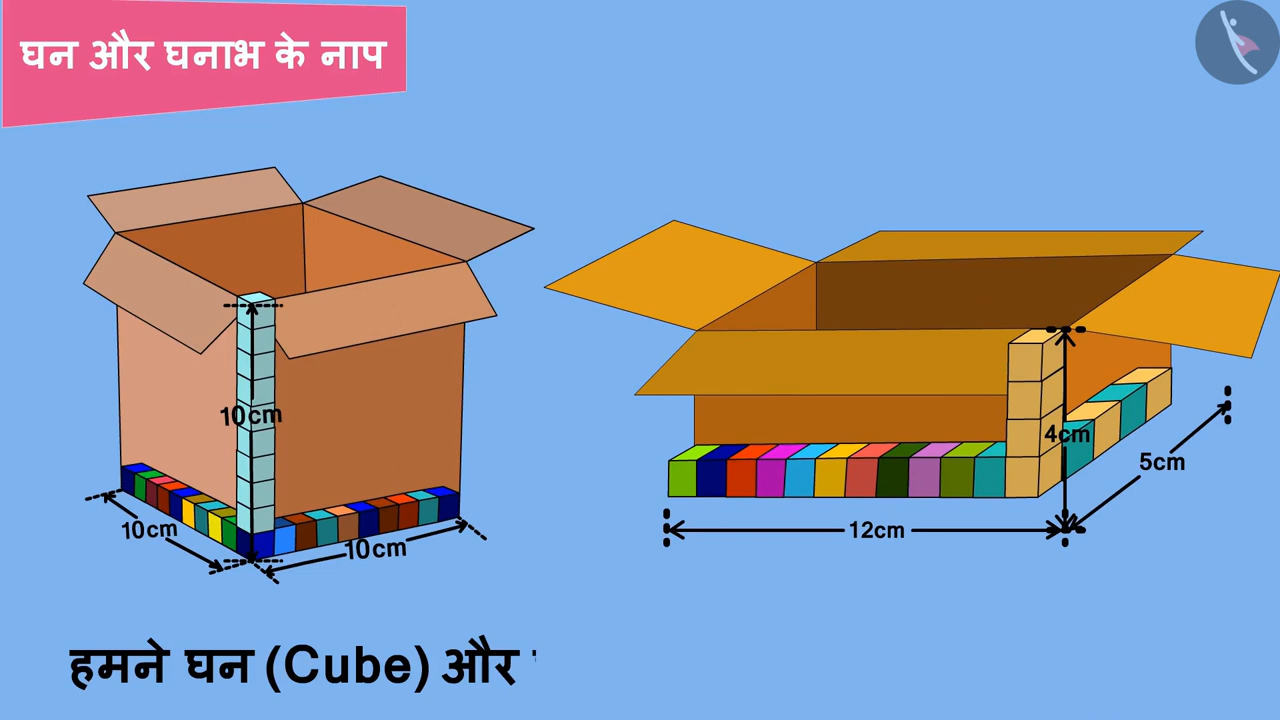 घन और घनाभ के नाप
10cm
10cm
10cm
4cm
5cm
12cm
हमने घन (Cube) और